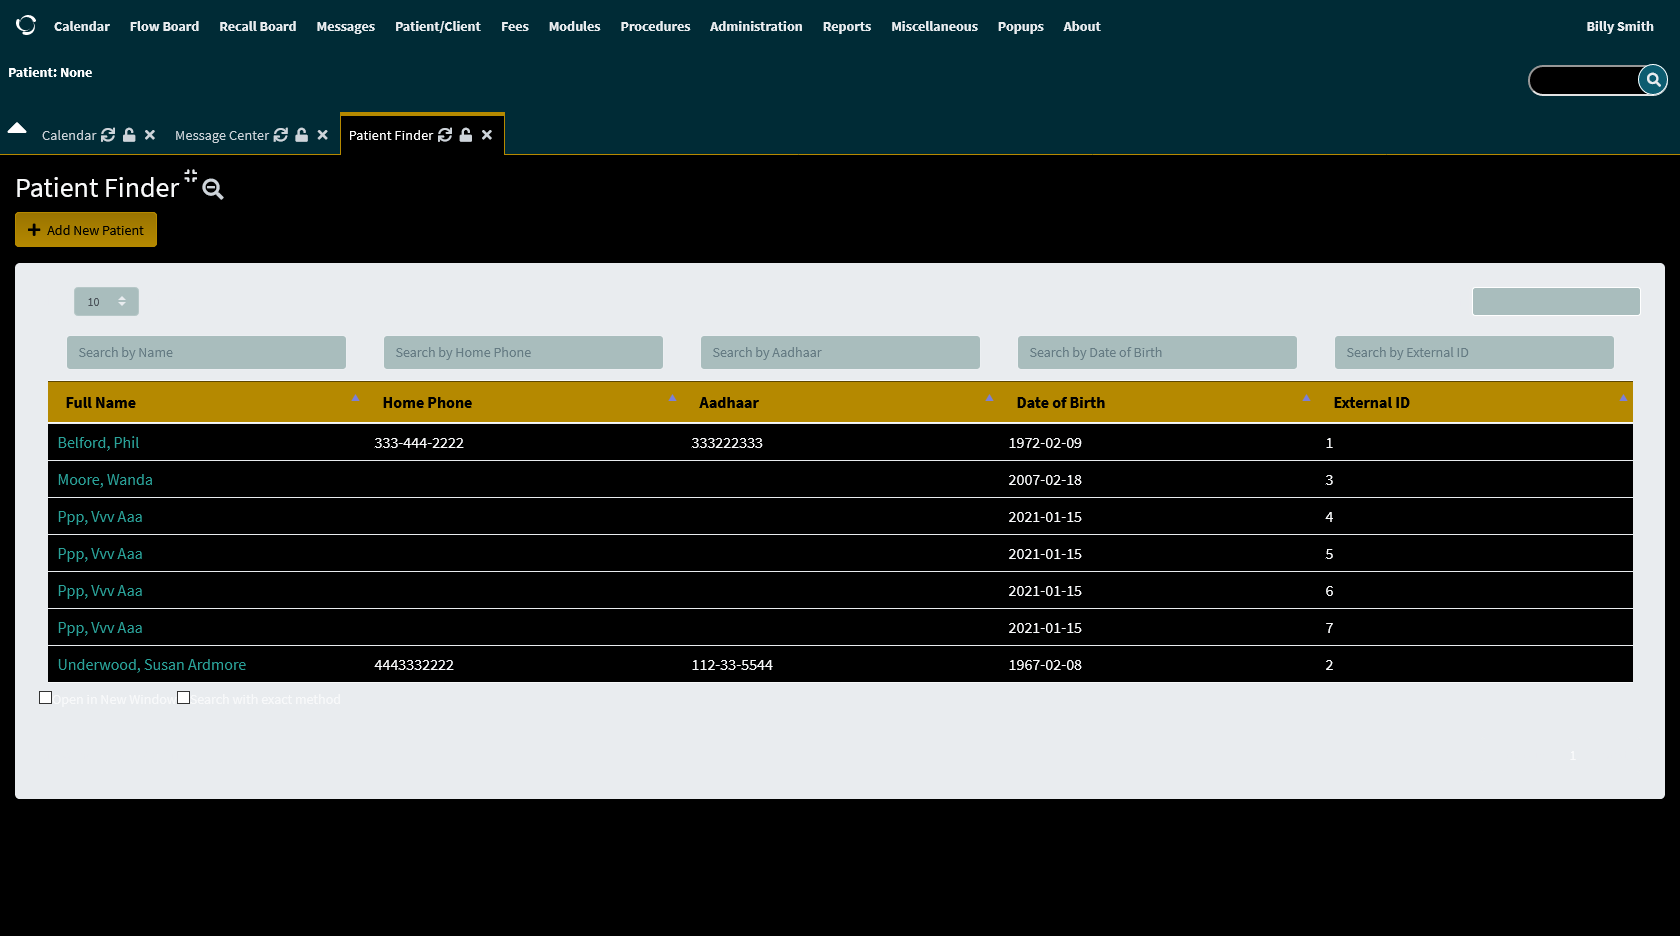 Calendar Flow Board Recall Board Messages Patient/Client Fees Modules Procedures Administration Reports Miscellaneous Popups About Billy Smith
Patient: None
Calendar Message Center Patient Finder
Patient Finder
Add New Patient
10
Search by Name Search by Home Phone Search by Aadhaar Search by Date of Birth Search by External ID
Full Name Home Phone Aadhaar Date of Birth External ID
Belford, Phil 333-444-2222 333222333 1972-02-09 1
Moore, Wanda 2007-02-18 3
Ppp, Vvv Aaa 2021-01-15 4
Ppp, Vvv Aaa 2021-01-15 5
Ppp, Vvv Aaa 2021-01-15 6
Ppp, Vvv Aaa 2021-01-15 7
Underwood, Susan Ardmore 4443332222 112-33-5544 1967-02-08 2
Open in New Window Search with exact method
1